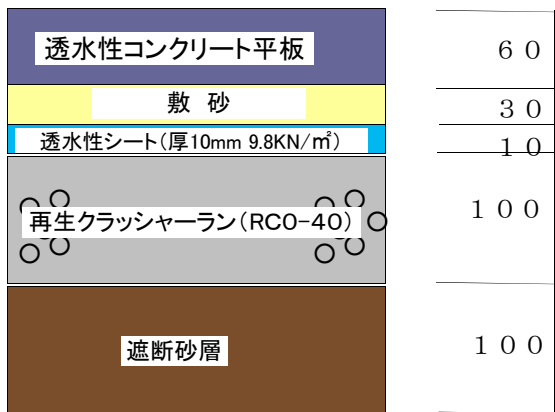 透水性コンクリート平板 ６０
敷 砂 ３０
透水性シート（厚10mm 9.8KN/㎡） １０
再生クラッシャーラン（RCO-40） １００
遮断砂層 １００